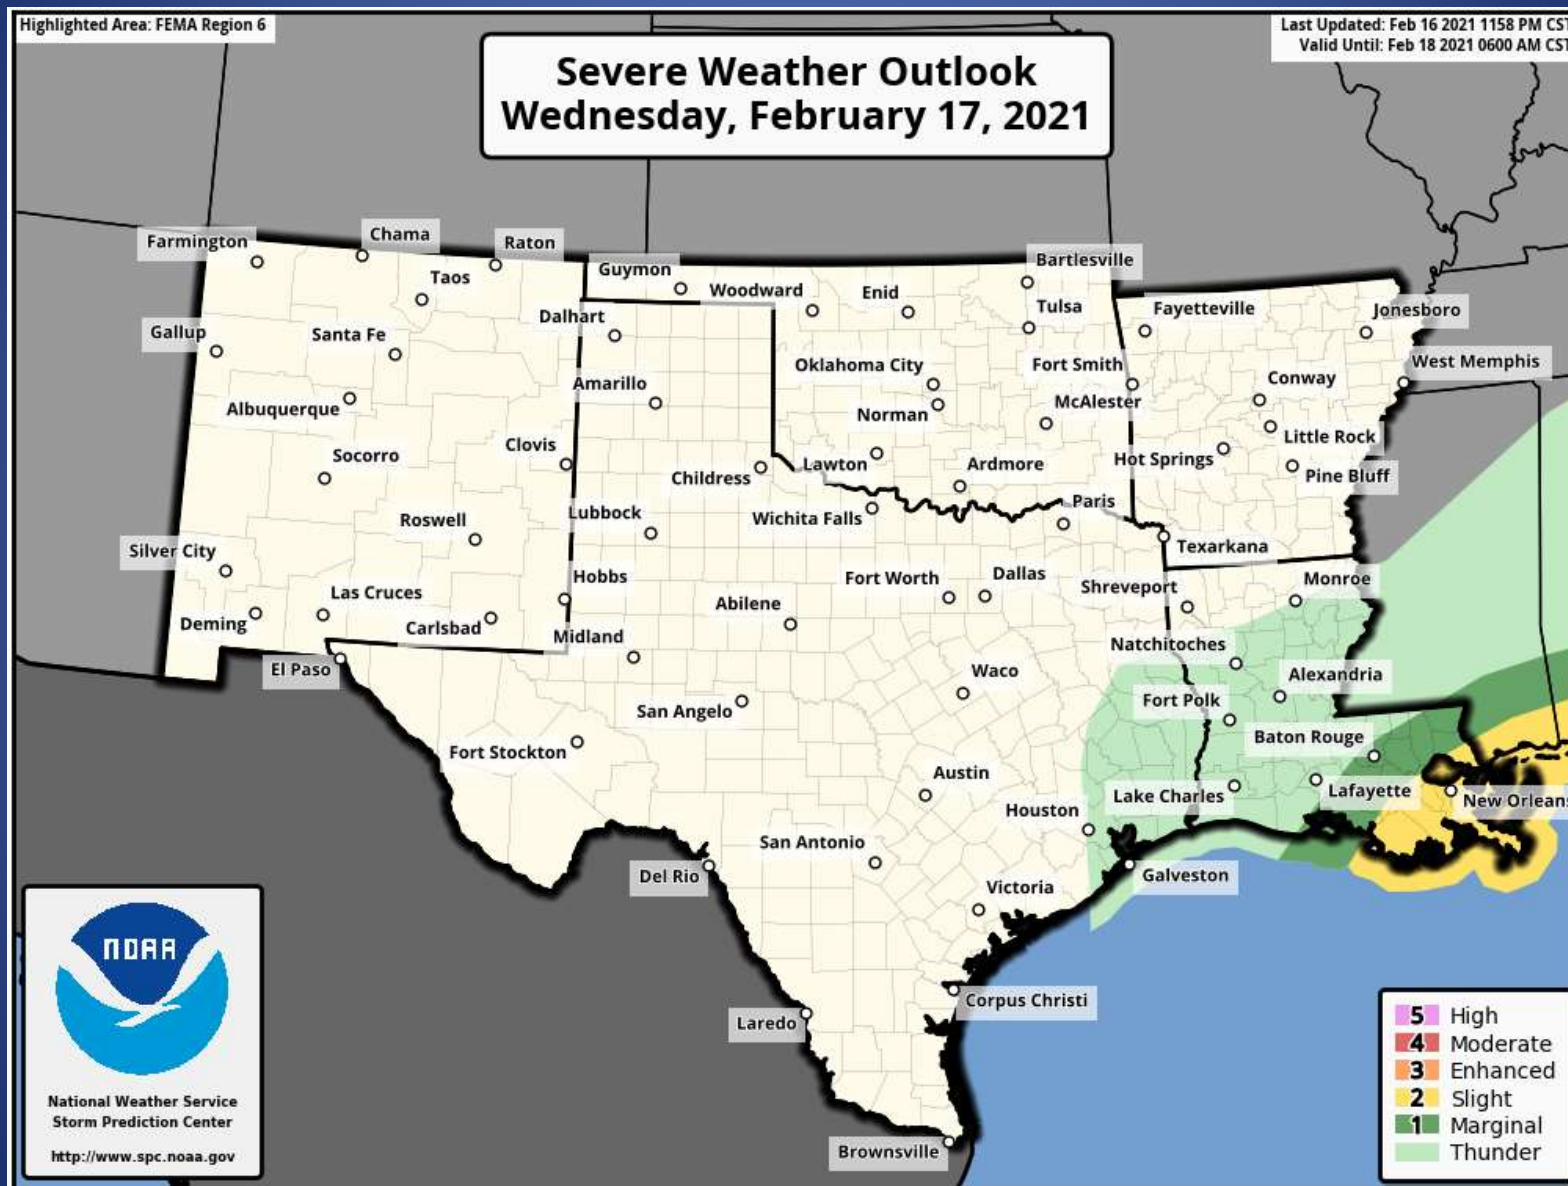 Highlighted Area: FEMA Region 6
Last Updated: Feb 16 2021 1158 PM CST
Valid Until: Feb 18 2021 0600 AM CST
Severe Weather Outlook
Wednesday, February 17, 2021
Farmington
Chama
Raton
Taos
Guymon
Woodward
Enid
Bartlesville
Tulsa
Fayetteville
Jonesboro
Gallup
Santa Fe
Dalhart
Oklahoma City
Fort Smith
West Memphis
Conway
Albuquerque
Amarillo
Norman
McAlester
Little Rock
Socorro
Clovis
Childress
Lawton
Ardmore
Hot Springs
Pine Bluff
Roswell
Lubbock
Wichita Falls
Paris
Texarkana
Silver City
Hobbs
Fort Worth
Dallas
Shreveport
Monroe
Deming
Las Cruces
Carlsbad
Midland
Abilene
Natchitoches
El Paso
San Angelo
Waco
Fort Polk
Alexandria
Fort Stockton
Austin
Baton Rouge
Houston
Lake Charles
Lafayette
New Orleans
San Antonio
Del Rio
Victoria
Galveston
Corpus Christi
Laredo
Brownsville
NOAA
National Weather Service
Storm Prediction Center
http://www.spc.noaa.gov
5 High
4 Moderate
3 Enhanced
2 Slight
1 Marginal
Thunder